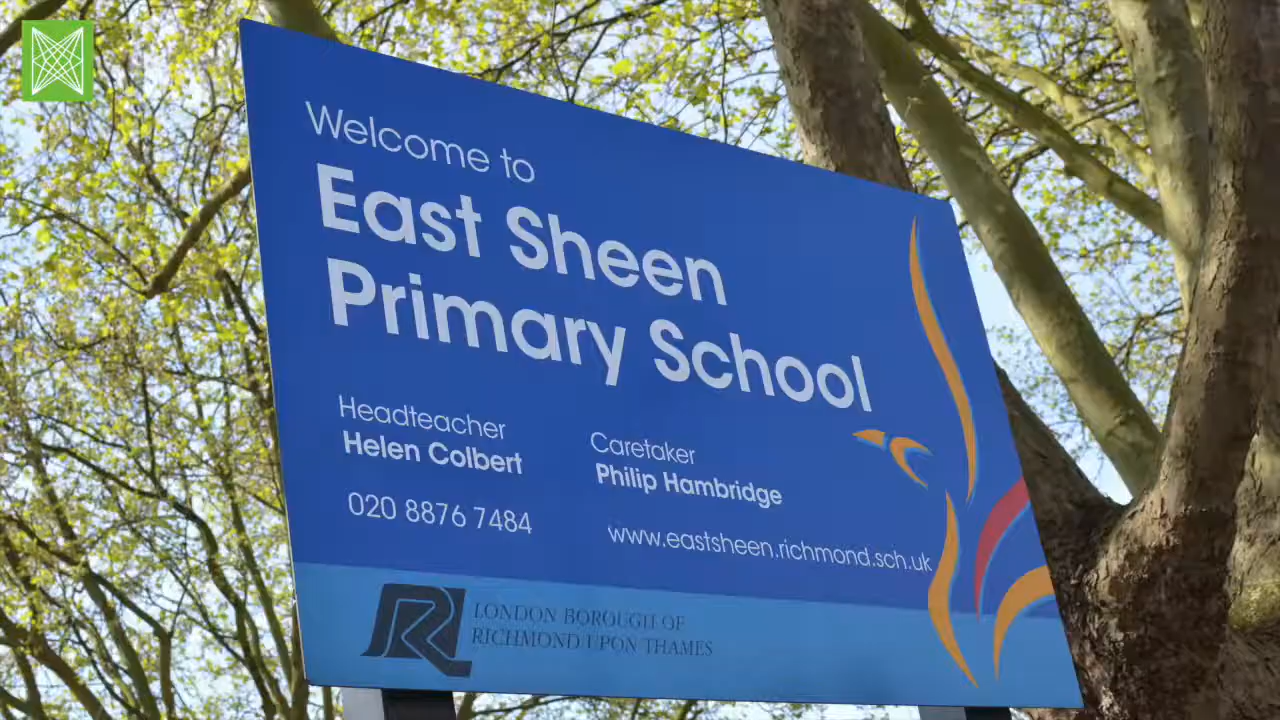 Welcome to
East Sheen
Primary School
Headteacher
Helen Colbert
020 8876 7484
Caretaker
Philip Hambridge
www.eastsheen.richmond.sch.uk
LONDON BOROUGH OF
RICHMOND UPON THAMES